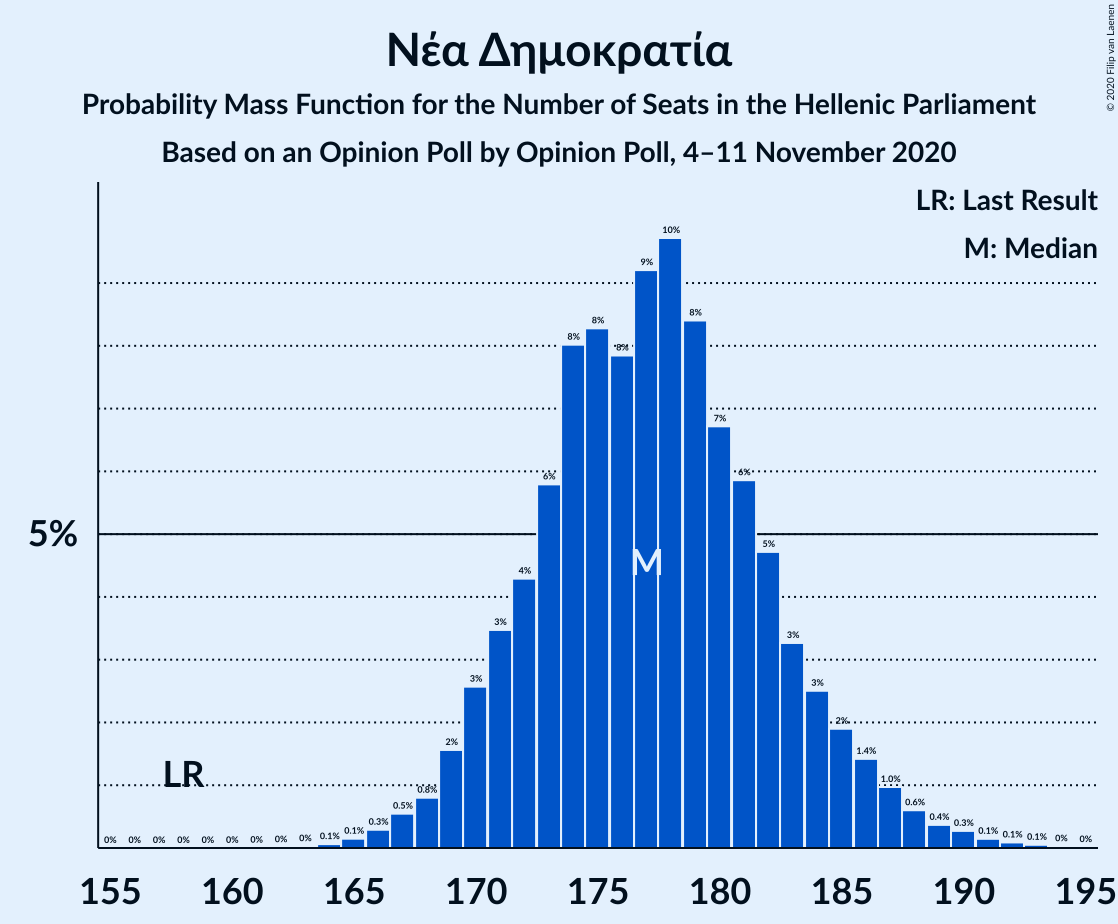 Νέα Δημοκρατία
Probability Mass Function for the Number of Seats in the Hellenic Parliament
Based on an Opinion Poll by Opinion Poll, 4–11 November 2020
© 2020 Filip van Laenen
LR: Last Result
M: Median
5%
0% 0% 0% 0% 0% 0% 0% 0% 0% 0.1% 0.1% 0.3% 0.5% 0.8% 2% 3% 3% 4% 6% 8% 8% 8% 9% 10% 8% 7% 6% 5% 3% 3% 2% 1.4% 1.0% 0.6% 0.4% 0.3% 0.1% 0.1% 0.1% 0% 0%
M
LR
155 160 165 170 175 180 185 190 195